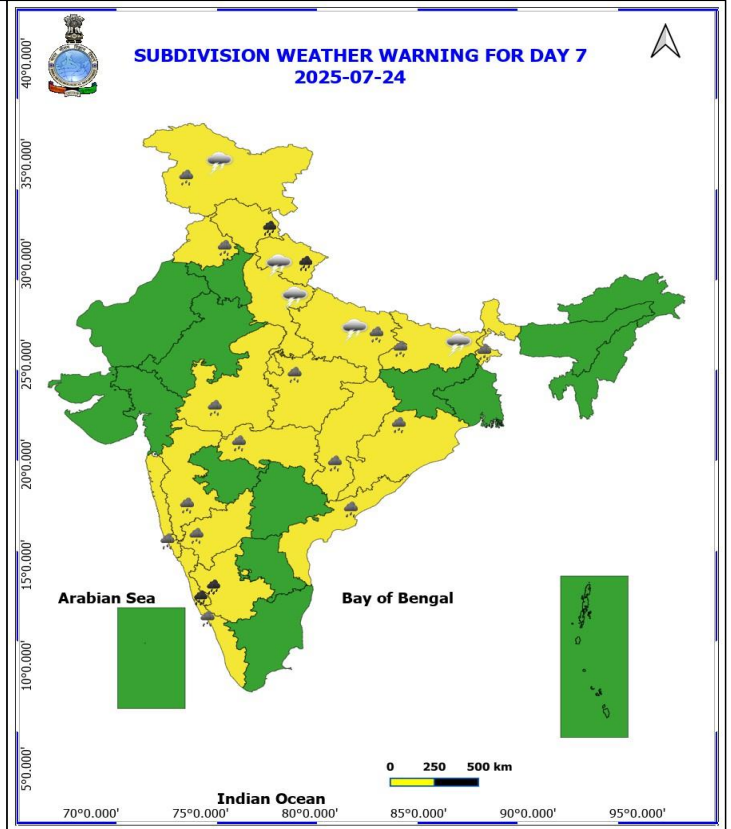 SUBDIVISION WEATHER WARNING FOR DAY 7
2025-07-24
40°0.000'
35°0.000'
30°0.000'
25°0.000'
20°0.000'
15°0.000'
10°0.000'
5°0.000'
Arabian Sea
Bay of Bengal
0 250 500 km
Indian Ocean
70°0.000' 75°0.000' 80°0.000' 85°0.000' 90°0.000' 95°0.000'